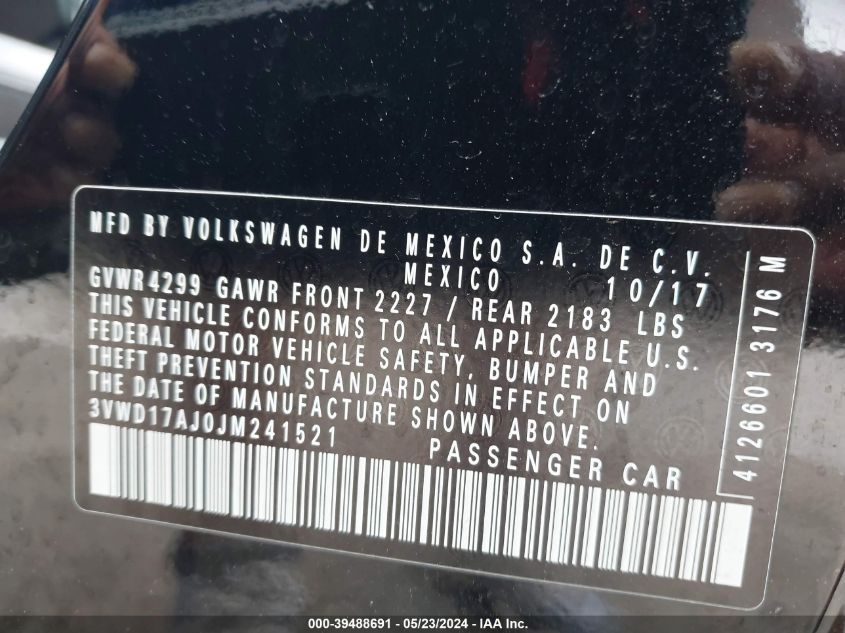 MFD BY VOLKSWAGEN DE MEXICO S.A. DE C.V.
MEXICO 10/17
GVWR 4299 GAWR FRONT 2227 / REAR 2183 LBS
THIS VEHICLE CONFORMS TO ALL APPLICABLE U.S.
FEDERAL MOTOR VEHICLE SAFETY, BUMPER AND
THEFT PREVENTION STANDARDS IN EFFECT ON
THE DATE OF MANUFACTURE SHOWN ABOVE.
3VWD17AJ0JM241521 PASSENGER CAR
4126601 3176 M
000-39488691 - 05/23/2024 - IAA, Inc.